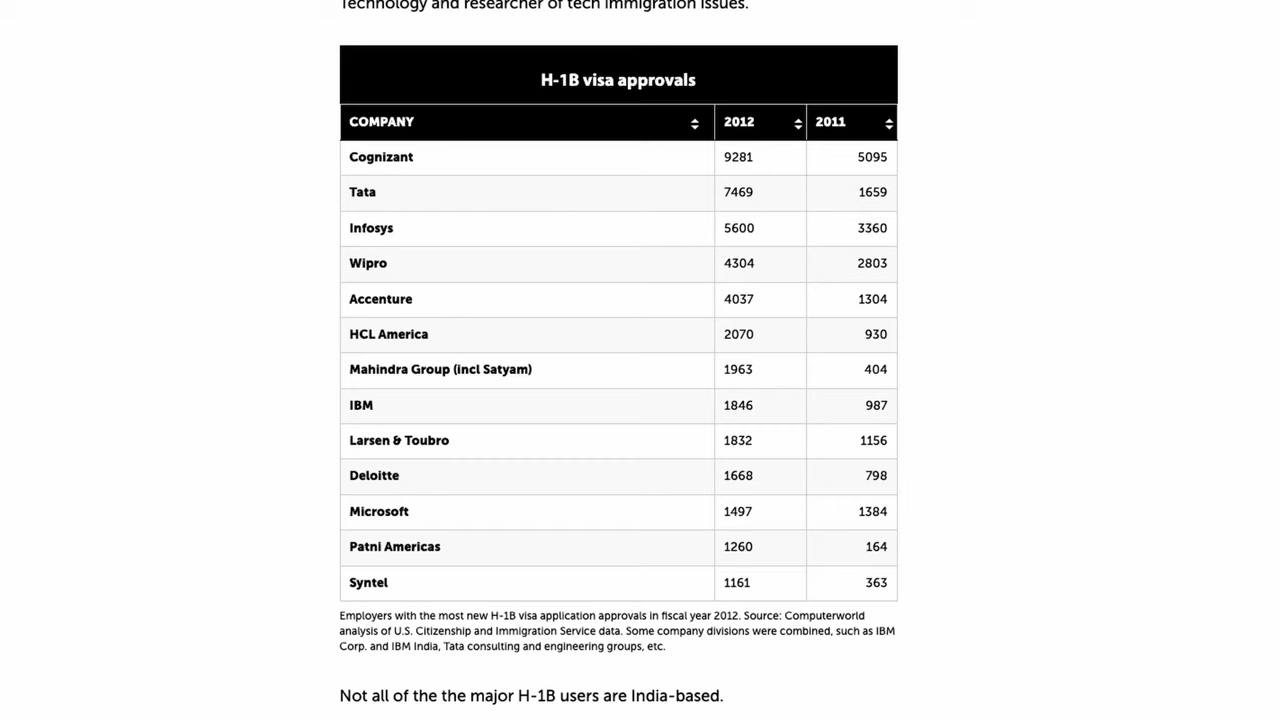 Technology and researcher of tech immigration issues.
H-1B visa approvals
COMPANY 2012 2011
Cognizant 9281 5095
Tata 7469 1659
Infosys 5600 3360
Wipro 4304 2803
Accenture 4037 1304
HCL America 2070 930
Mahindra Group (incl Satyam) 1963 404
IBM 1846 987
Larsen & Toubro 1832 1156
Deloitte 1668 798
Microsoft 1497 1384
Patni Americas 1260 164
Syntel 1161 363
Employers with the most new H-1B visa application approvals in fiscal year 2012. Source: Computerworld
analysis of U.S. Citizenship and Immigration Service data. Some company divisions were combined, such as IBM
Corp. and IBM India, Tata consulting and engineering groups, etc.
Not all of the the major H-1B users are India-based.